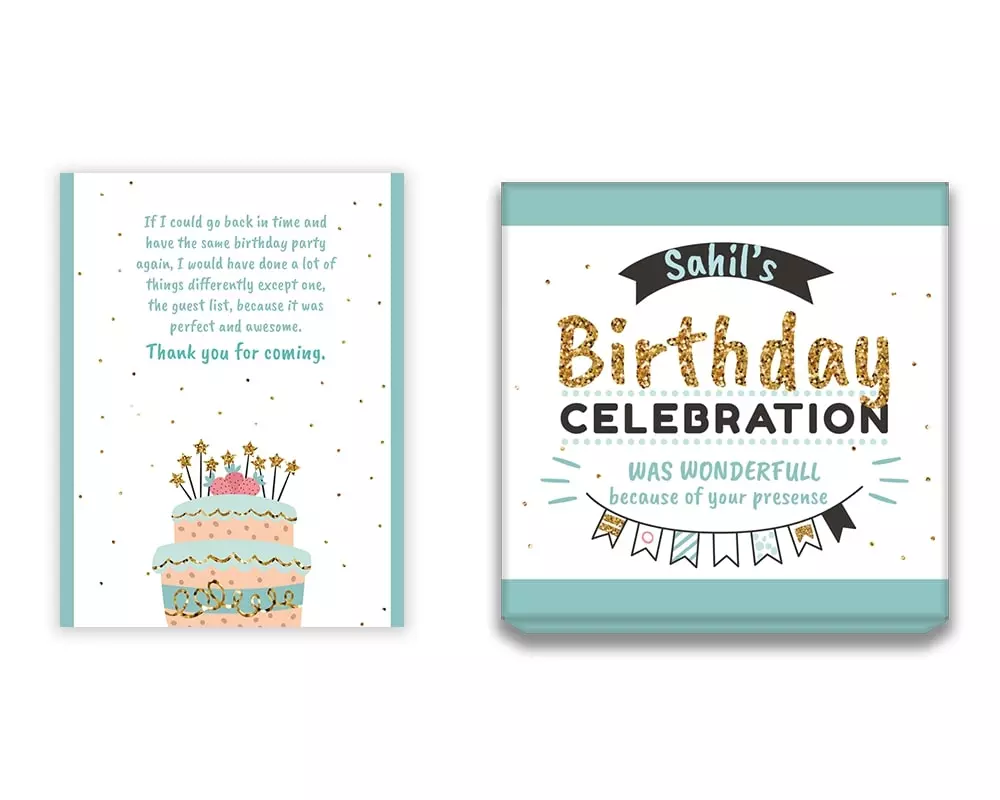 If I could go back in time and
have the same birthday party
again, I would have done a lot of
things differently except one,
the guest list, because it was
perfect and awesome.
Thank you for coming.
Sahil's
Birthday
CELEBRATION
WAS WONDERFULL
because of your presense